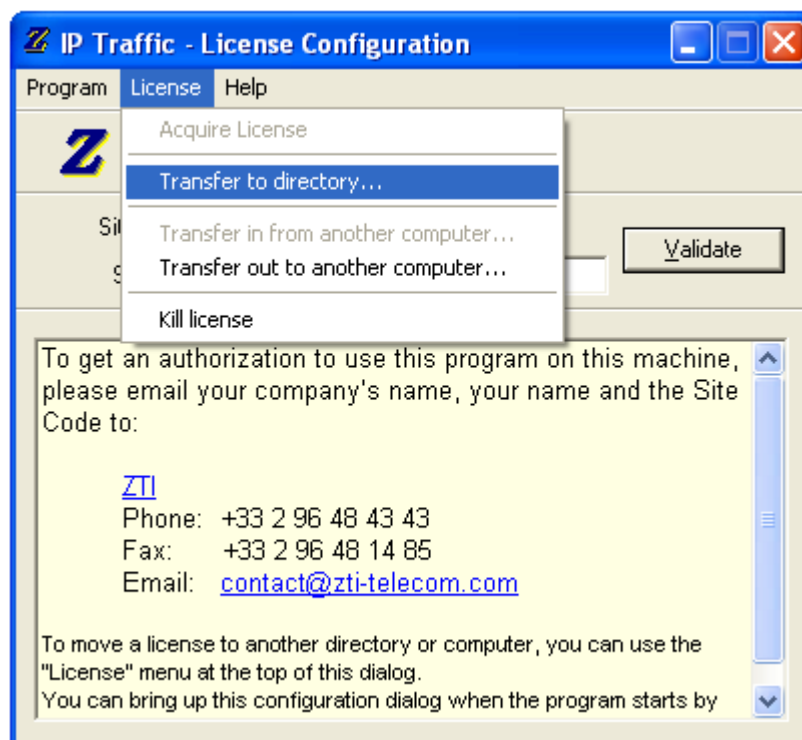 IP Traffic - License Configuration
Program License Help
Z
Acquire License
Transfer to directory...
Transfer in from another computer...
Transfer out to another computer...
Kill license
Validate
To get an authorization to use this program on this machine,
please email your company's name, your name and the Site
Code to:
ZTI
Phone: +33 2 96 48 43 43
Fax: +33 2 96 48 14 85
Email: contact@zti-telecom.com
To move a license to another directory or computer, you can use the
"License" menu at the top of this dialog.
You can bring up this configuration dialog when the program starts by